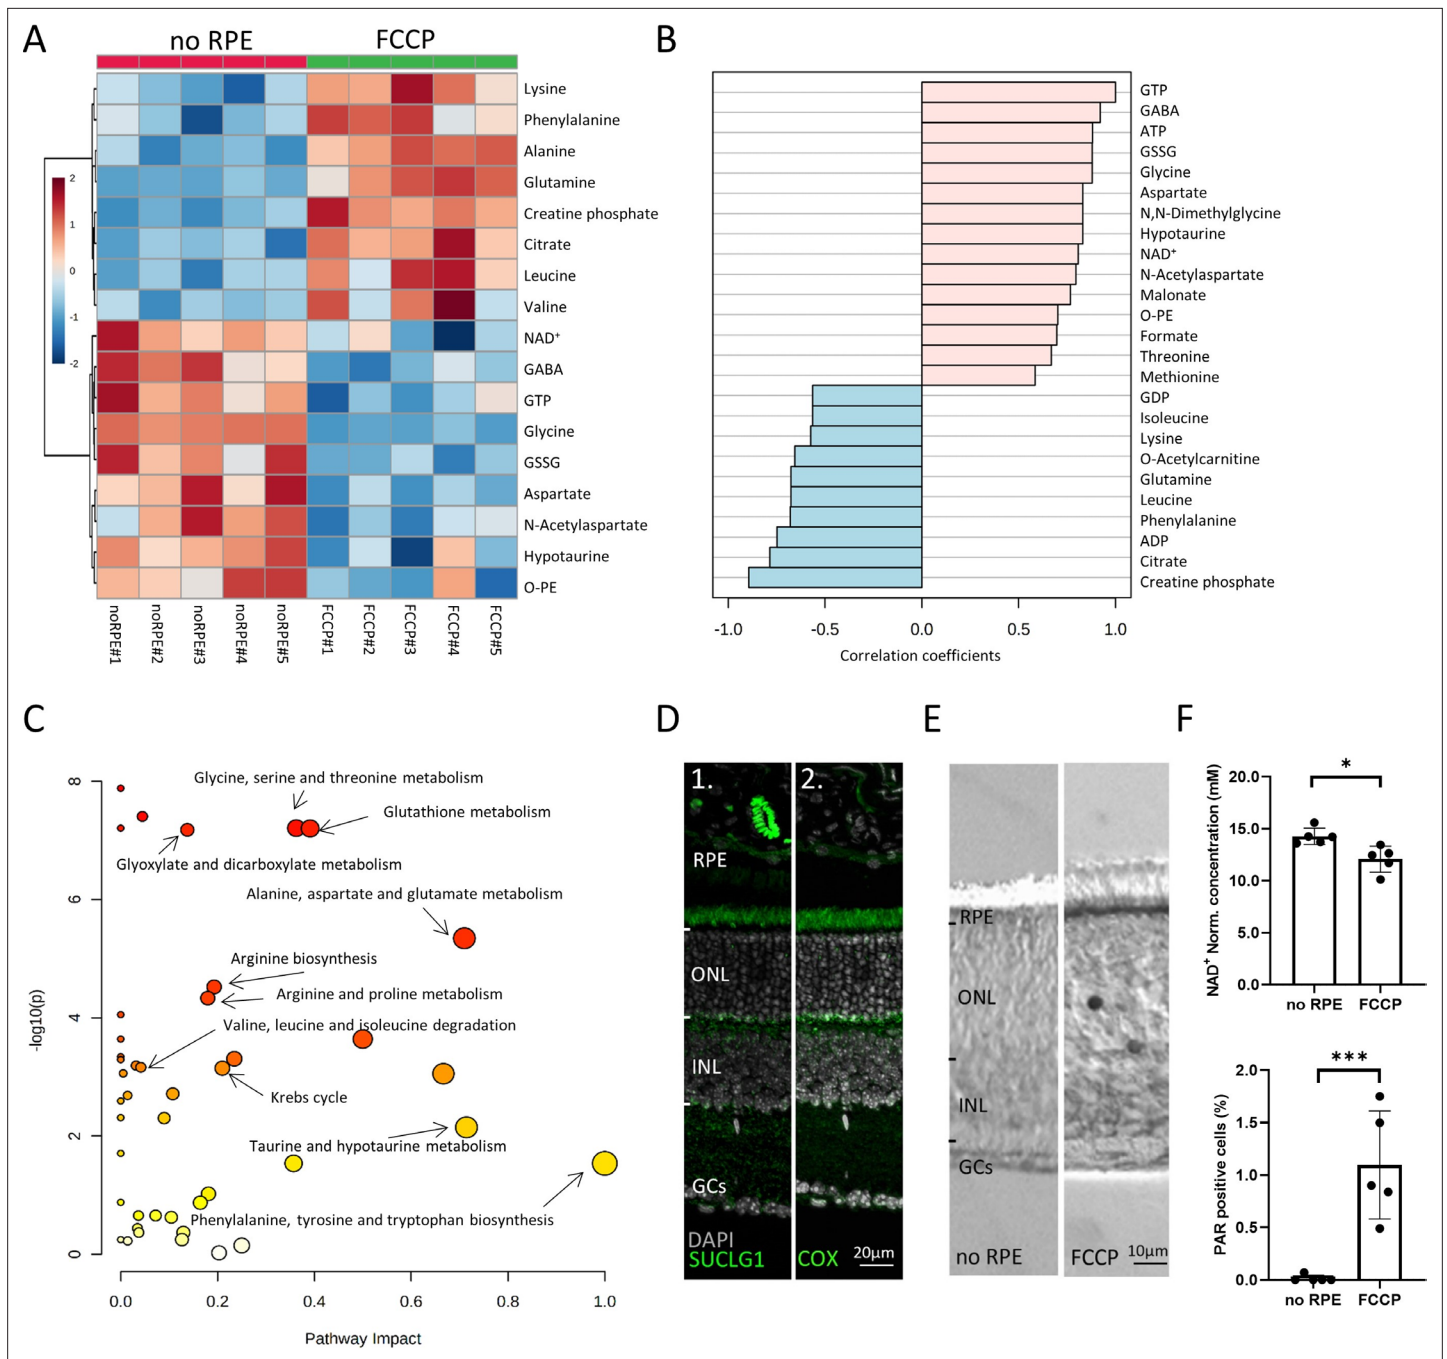 A
no RPE
FCCP
Lysine
Phenylalanine
Alanine
Glutamine
Creatine phosphate
Citrate
Leucine
Valine
NAD+
GABA
GTP
Glycine
GSSG
Aspartate
N-Acetylaspartate
Hypotaurine
O-PE
2
1
0
-1
-2
noRPE#1
noRPE#2
noRPE#3
noRPE#4
noRPE#5
FCCP#1
FCCP#2
FCCP#3
FCCP#4
FCCP#5
B
GTP
GABA
ATP
GSSG
Glycine
Aspartate
N,N-Dimethylglycine
Hypotaurine
NAD+
N-Acetylaspartate
Malonate
O-PE
Formate
Threonine
Methionine
GDP
Isoleucine
Lysine
O-Acetylcarnitine
Glutamine
Leucine
Phenylalanine
ADP
Citrate
Creatine phosphate
-1.0 -0.5 0.0 0.5 1.0
Correlation coefficients
C
-log10(p)
8
6
4
2
0
Glycine, serine and threonine metabolism
Glutathione metabolism
Glyoxylate and dicarboxylate metabolism
Alanine, aspartate and glutamate metabolism
Arginine biosynthesis
Arginine and proline metabolism
Valine, leucine and isoleucine degradation
Krebs cycle
Taurine and hypotaurine metabolism
Phenylalanine, tyrosine and tryptophan biosynthesis
0.0 0.2 0.4 0.6 0.8 1.0
Pathway Impact
D
1.
2.
RPE
ONL
INL
GCs
DAPI
SUCLG1
COX
20µm
E
RPE
ONL
INL
GCs
no RPE
FCCP
10µm
F
NAD+ Norm. concentration (mM)
20.0
15.0
10.0
5.0
0.0
*
no RPE
FCCP
PAR positive cells (%)
2.0
1.5
1.0
0.5
0.0
***
no RPE
FCCP